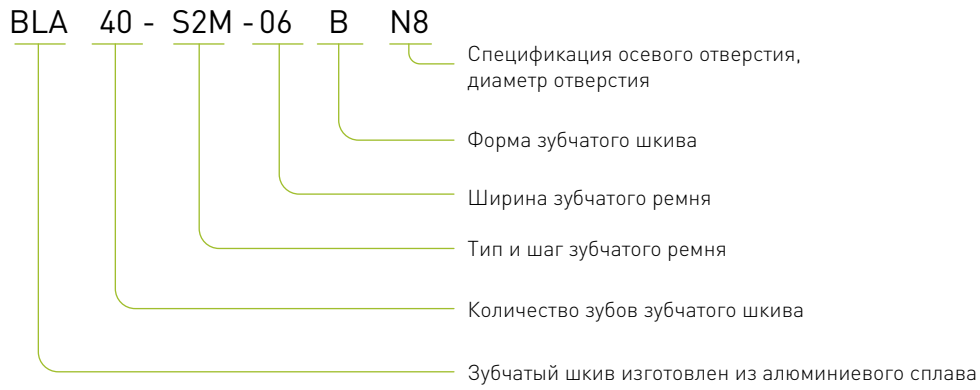 BLA 40 - S2M - 06 B N8
Спецификация осевого отверстия,
диаметр отверстия
Форма зубчатого шкива
Ширина зубчатого ремня
Тип и шаг зубчатого ремня
Количество зубов зубчатого шкива
Зубчатый шкив изготовлен из алюминиевого сплава